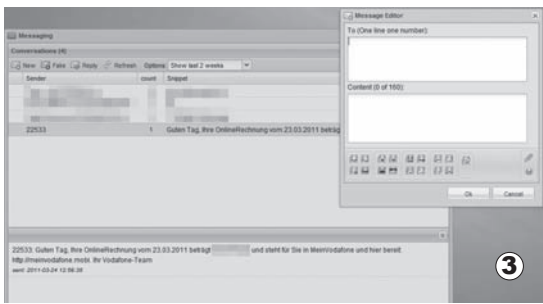 Message Editor
To (One line one number):
Messaging
Conversations (4)
New Fake Reply Refresh Options: Show last 2 weeks
Content (0 of 160):
Sender count Snippet
22533 1 Guten Tag, Ihre OnlineRechnung vom 23.03.2011 beträg
Ok Cancel
22533: Guten Tag, Ihre OnlineRechnung vom 23.03.2011 beträgt und steht für Sie in MeinVodafone und hier bereit:
http://meinvodafone.mobi. Ihr Vodafone-Team
sent: 2011-03-24 12:56:35
3